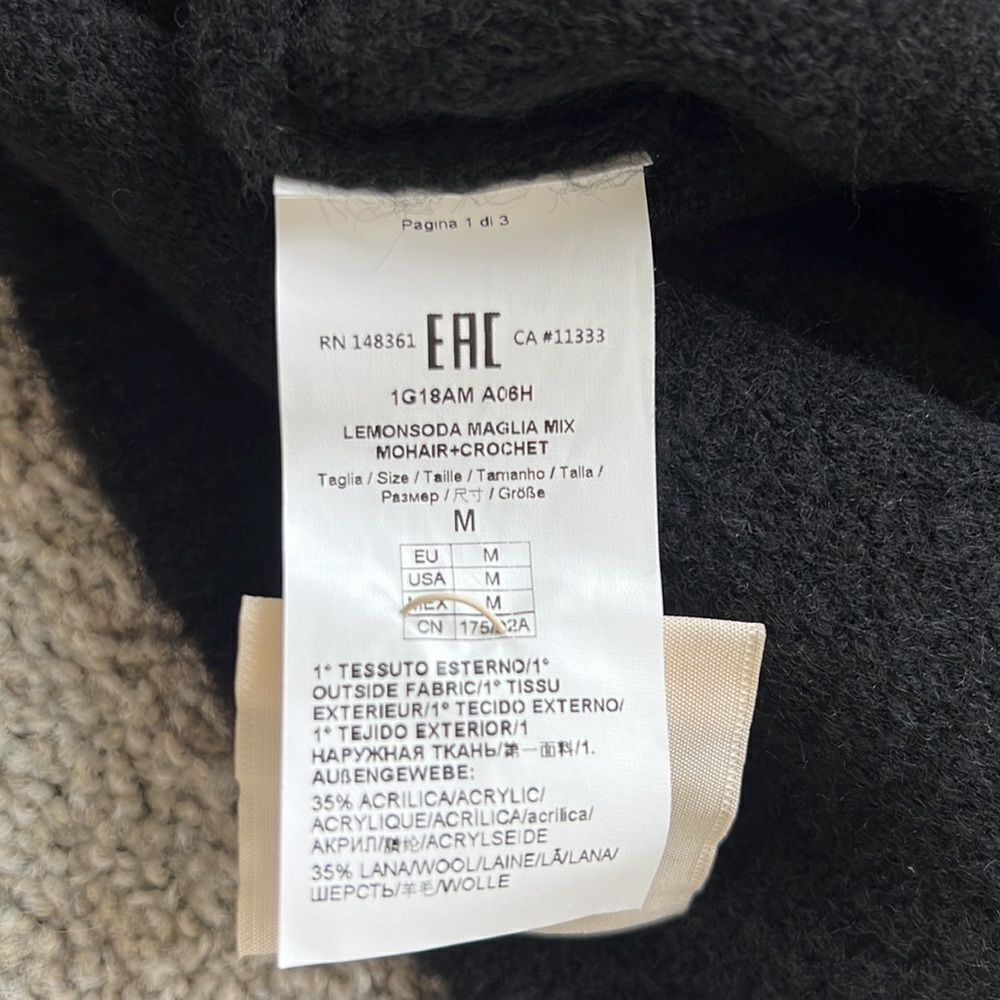 Pagina 1 di 3
RN 148361 EAC CA #11333
1G18AM A06H
LEMONSODA MAGLIA MIX
MOHAIR+CROCHET
Taglia / Size / Taille / Tamanho / Talla /
Размер / 尺寸 / Größe
M
EU M
USA M
MEX M
CN 175/92A
1° TESSUTO ESTERNO/1°
OUTSIDE FABRIC/1° TISSU
EXTERIEUR/1° TECIDO EXTERNO/
1° TEJIDO EXTERIOR/1
НАРУЖНАЯ ТКАНЬ/第一面料/1.
AUßENGEWEBE:
35% ACRILICA/ACRYLIC/
ACRYLIQUE/ACRÍLICA/acrílica/
АКРИЛ/腈纶/ACRYLSEIDE
35% LANA/WOOL/LAINE/LÃ/LANA/
ШЕРСТЬ/羊毛/WOLLE